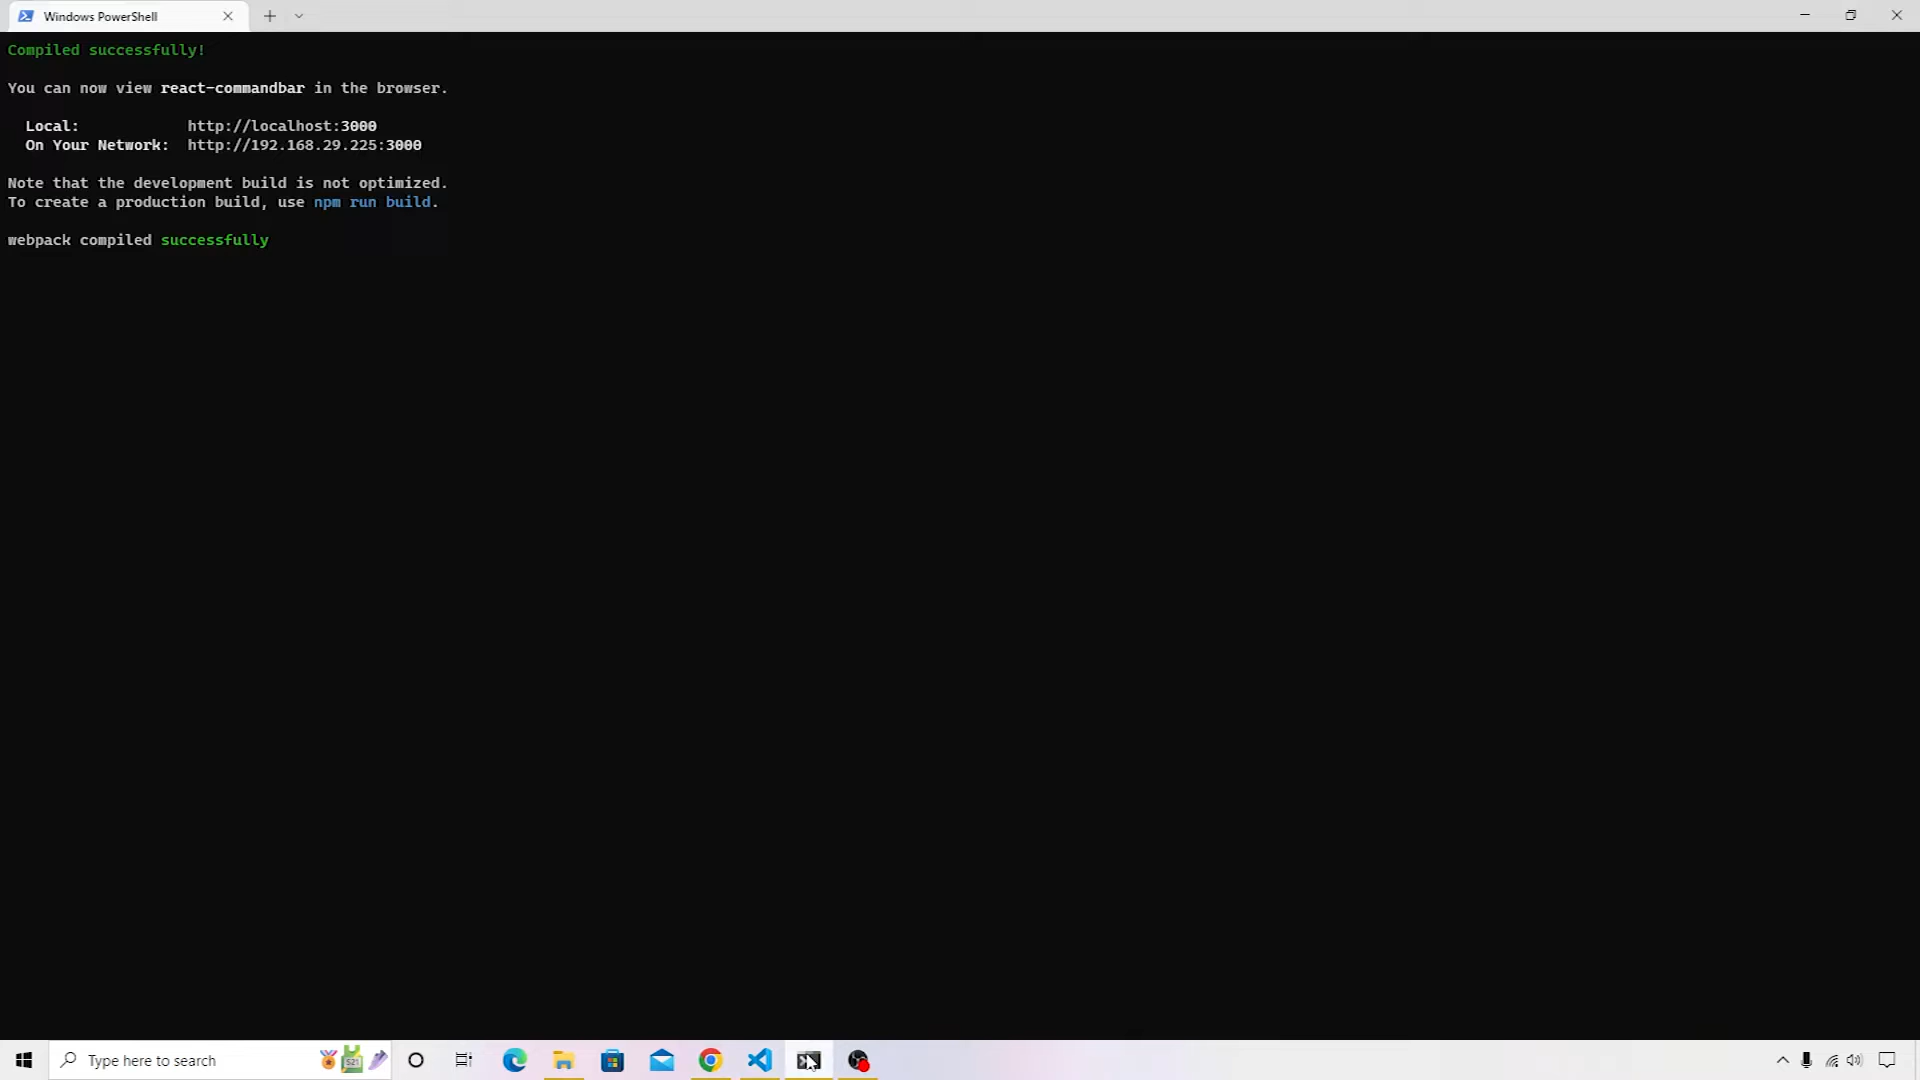 Windows PowerShell
Compiled successfully!
You can now view react-commandbar in the browser.
Local: http://localhost:3000
On Your Network: http://192.168.29.225:3000
Note that the development build is not optimized.
To create a production build, use npm run build.
webpack compiled successfully
Type here to search